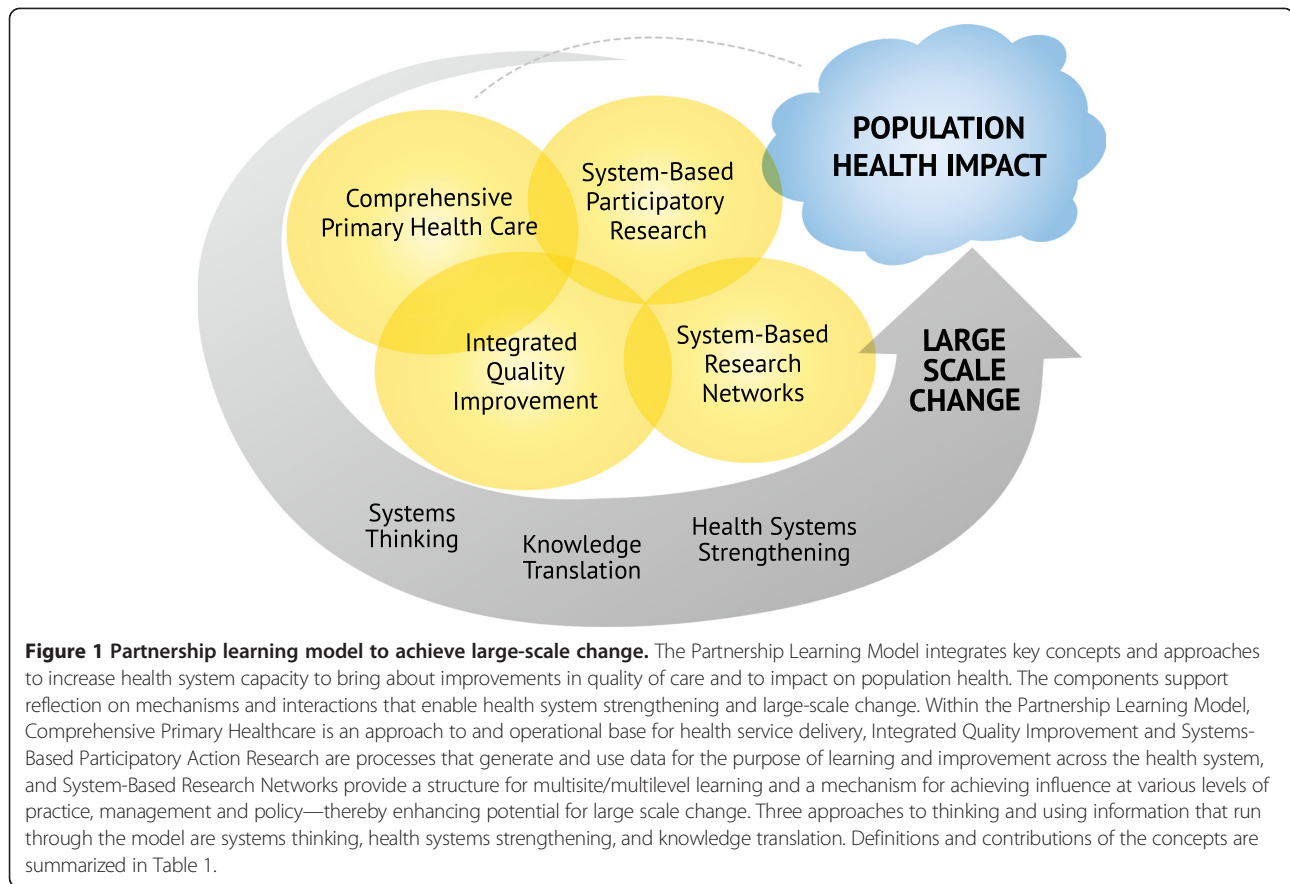 Comprehensive
Primary Health Care
System-Based
Participatory
Research
POPULATION
HEALTH IMPACT
Integrated
Quality
Improvement
System-Based
Research
Networks
LARGE
SCALE
CHANGE
Systems
Thinking
Knowledge
Translation
Health Systems
Strengthening
Figure 1 Partnership learning model to achieve large-scale change. The Partnership Learning Model integrates key concepts and approaches
to increase health system capacity to bring about improvements in quality of care and to impact on population health. The components support
reflection on mechanisms and interactions that enable health system strengthening and large-scale change. Within the Partnership Learning Model,
Comprehensive Primary Healthcare is an approach to and operational base for health service delivery, Integrated Quality Improvement and Systems-
Based Participatory Action Research are processes that generate and use data for the purpose of learning and improvement across the health system,
and System-Based Research Networks provide a structure for multisite/multilevel learning and a mechanism for achieving influence at various levels of
practice, management and policy—thereby enhancing potential for large scale change. Three approaches to thinking and using information that run
through the model are systems thinking, health systems strengthening, and knowledge translation. Definitions and contributions of the concepts are
summarized in Table 1.